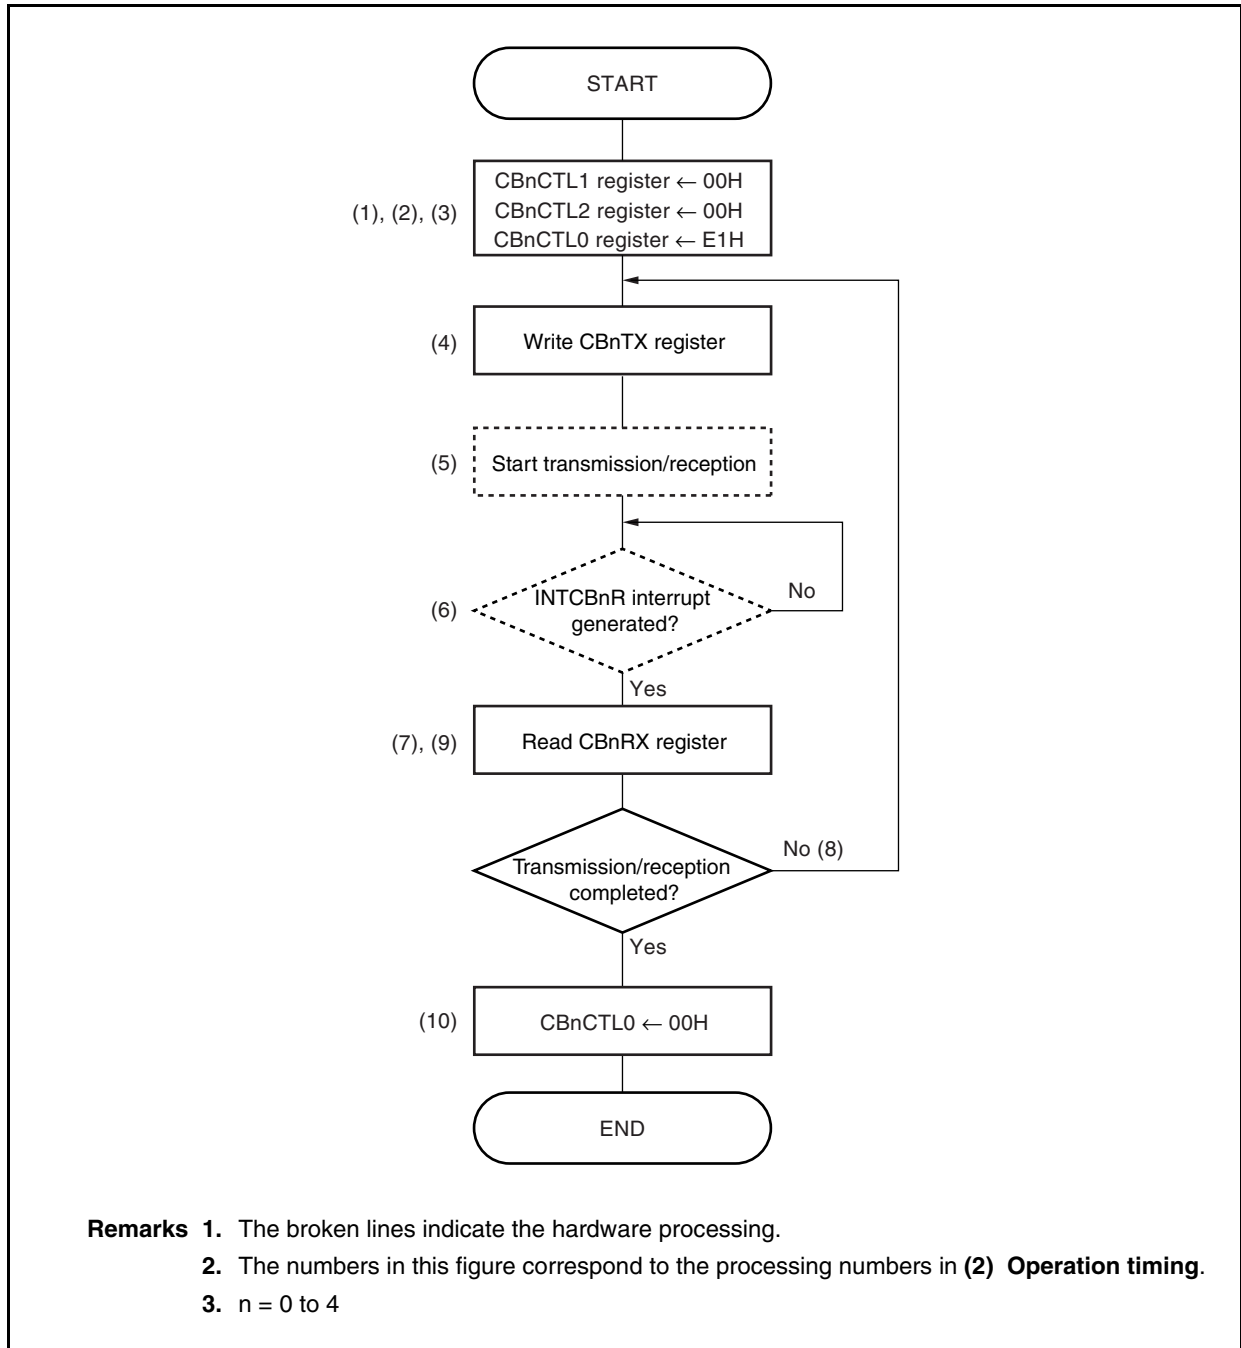 START
(1), (2), (3)
CBnCTL1 register ← 00H
CBnCTL2 register ← 00H
CBnCTL0 register ← E1H
(4)
Write CBnTX register
(5)
Start transmission/reception
(6)
INTCBnR interrupt
generated?
No
Yes
(7), (9)
Read CBnRX register
Transmission/reception
completed?
No (8)
Yes
(10)
CBnCTL0 ← 00H
END
Remarks 1. The broken lines indicate the hardware processing.
2. The numbers in this figure correspond to the processing numbers in (2) Operation timing.
3. n = 0 to 4